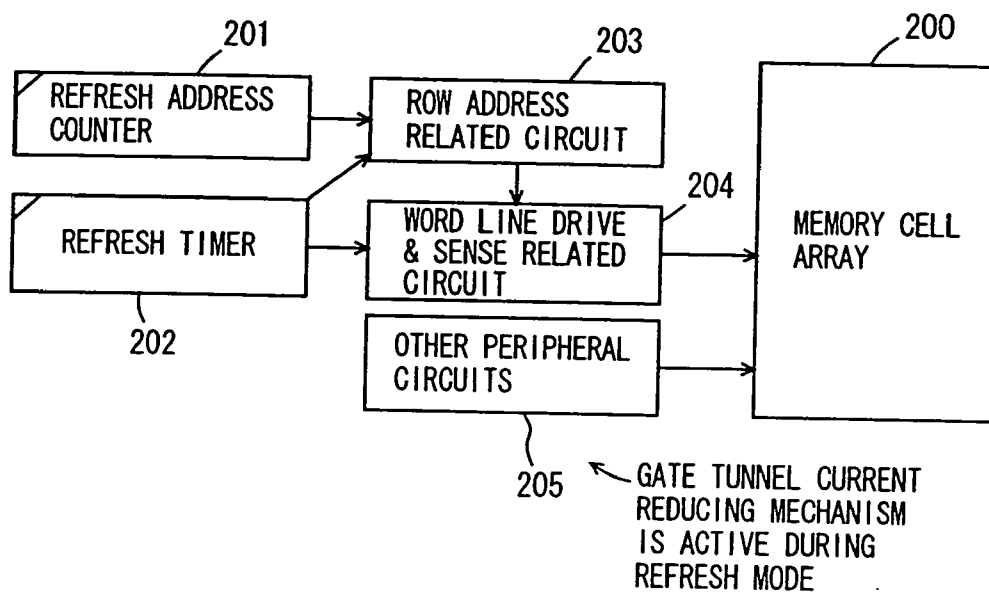 201
203
200
REFRESH ADDRESS
COUNTER
ROW ADDRESS
RELATED CIRCUIT
204
REFRESH TIMER
WORD LINE DRIVE
& SENSE RELATED
CIRCUIT
MEMORY CELL
ARRAY
202
OTHER PERIPHERAL
CIRCUITS
205
GATE TUNNEL CURRENT
REDUCING MECHANISM
IS ACTIVE DURING
REFRESH MODE